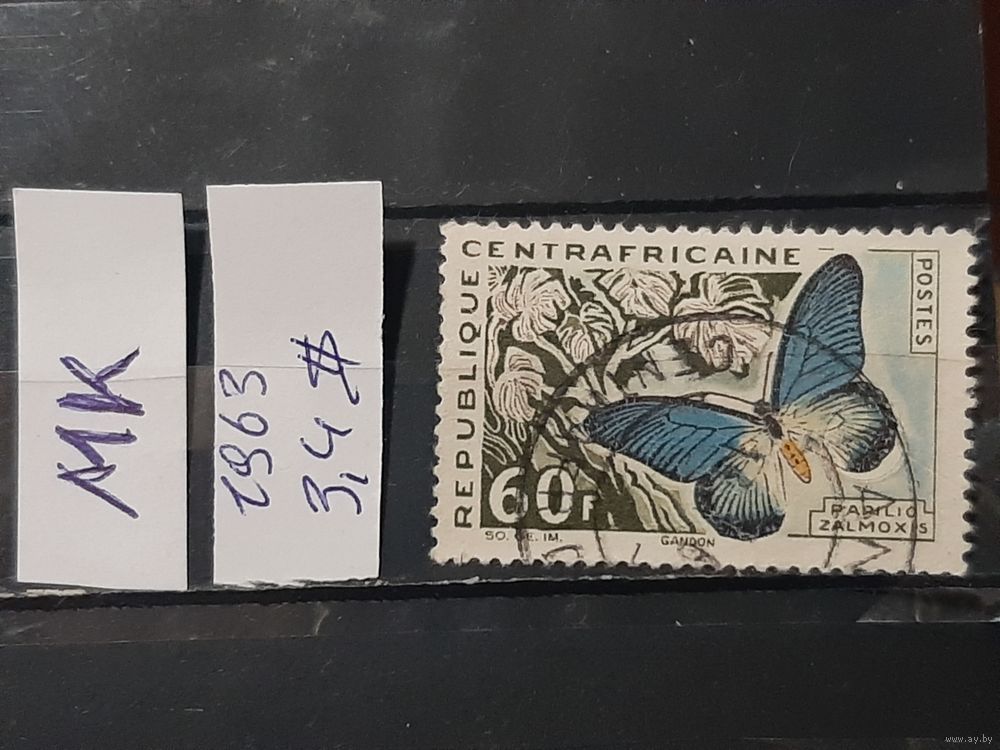 MK
1963
3,4 $
REPUBLIQUE CENTRAFRICAINE
POSTES
60F
PAPILIO
ZALMOXIS
SO. GE. IM.
GANDON
www.ay.by